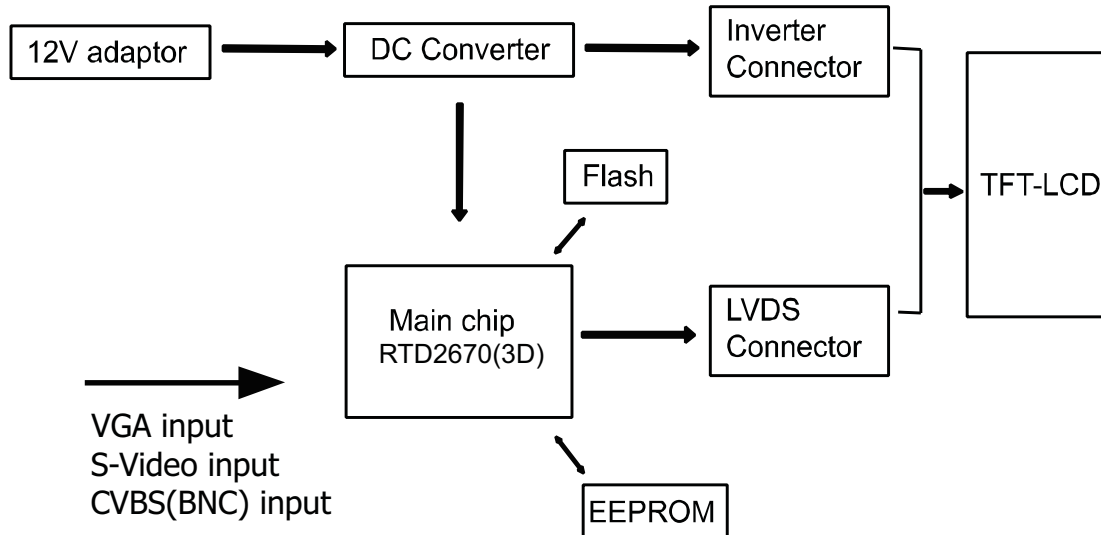 12V adaptor
DC Converter
Inverter
Connector
Flash
TFT-LCD
Main chip
RTD2670(3D)
LVDS
Connector
VGA input
S-Video input
CVBS(BNC) input
EEPROM